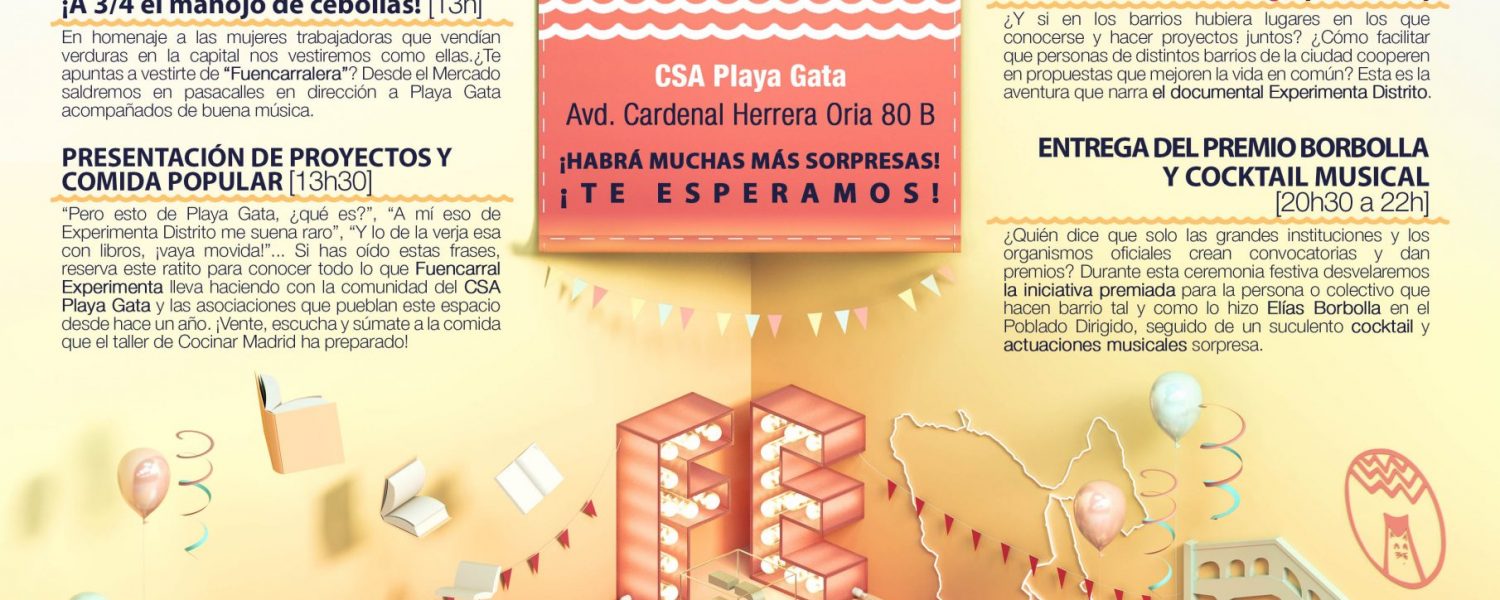 ¡A 3/4 el manojo de cebollas! [13h]
En homenaje a las mujeres trabajadoras que vendían
verduras en la capital nos vestiremos como ellas.¿Te
apuntas a vestirte de “Fuencarralera”? Desde el Mercado
saldremos en pasacalles en dirección a Playa Gata
acompañados de buena música.
PRESENTACIÓN DE PROYECTOS Y
COMIDA POPULAR [13h30]
“Pero esto de Playa Gata, ¿qué es?”, “A mí eso de
Experimenta Distrito me suena raro”, “Y lo de la verja esa
con libros, ¡vaya movida!”... Si has oído estas frases,
reserva este ratito para conocer todo lo que Fuencarral
Experimenta lleva haciendo con la comunidad del CSA
Playa Gata y las asociaciones que pueblan este espacio
desde hace un año. ¡Vente, escucha y súmate a la comida
que el taller de Cocinar Madrid ha preparado!
CSA Playa Gata
Avd. Cardenal Herrera Oria 80 B
¡HABRÁ MUCHAS MÁS SORPRESAS!
¡TE ESPERAMOS!
¿Y si en los barrios hubiera lugares en los que
conocerse y hacer proyectos juntos? ¿Cómo facilitar
que personas de distintos barrios de la ciudad cooperen
en propuestas que mejoren la vida en común? Esta es la
aventura que narra el documental Experimenta Distrito.
ENTREGA DEL PREMIO BORBOLLA
Y COCKTAIL MUSICAL
[20h30 a 22h]
¿Quién dice que solo las grandes instituciones y los
organismos oficiales crean convocatorias y dan
premios? Durante esta ceremonia festiva desvelaremos
la iniciativa premiada para la persona o colectivo que
hacen barrio tal y como lo hizo Elías Borbolla en el
Poblado Dirigido, seguido de un suculento cocktail y
actuaciones musicales sorpresa.
FE